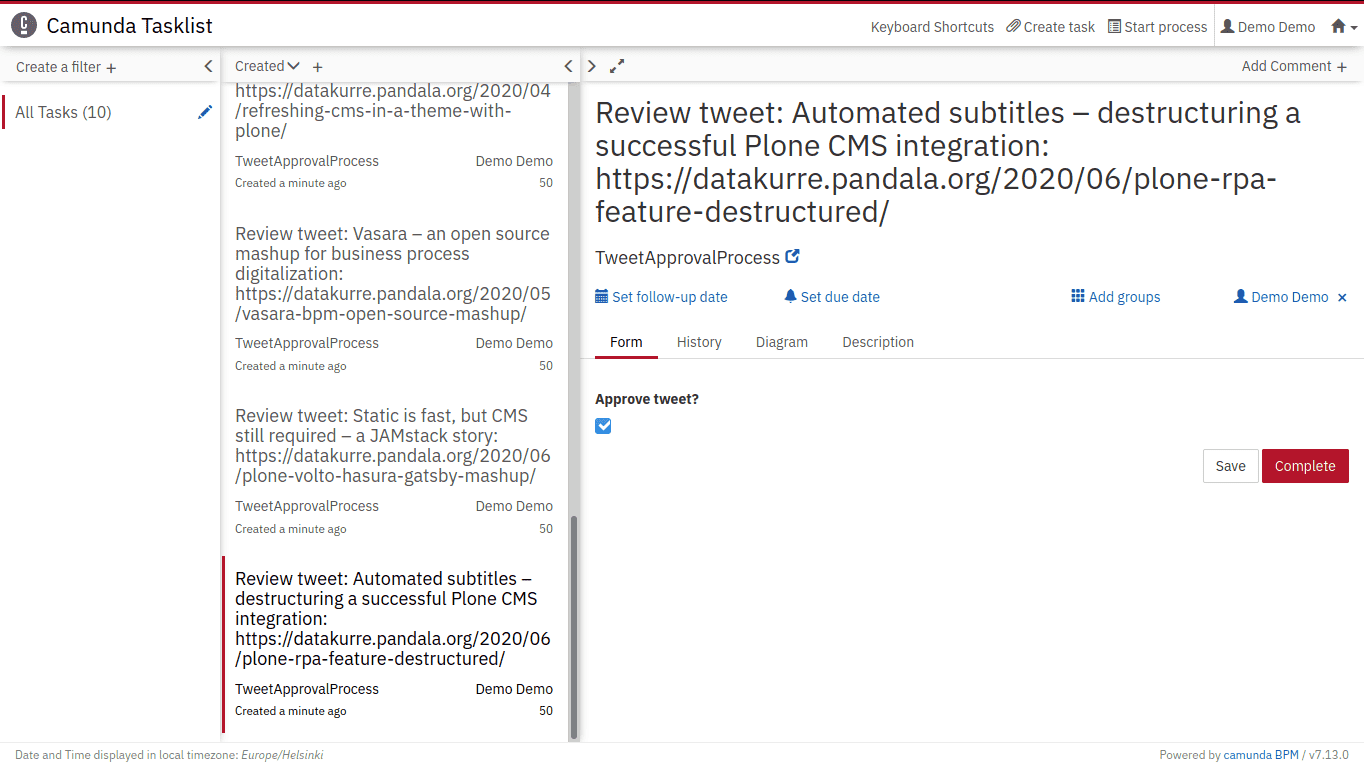 Camunda Tasklist
Keyboard Shortcuts Create task Start process Demo Demo
Create a filter +
All Tasks (10)
Created +
https://datakurre.pandala.org/2020/04
/refreshing-cms-in-a-theme-with-
plone/
TweetApprovalProcess Demo Demo
Created a minute ago 50
Review tweet: Vasara – an open source
mashup for business process
digitalization:
https://datakurre.pandala.org/2020/05
/vasara-bpm-open-source-mashup/
TweetApprovalProcess Demo Demo
Created a minute ago 50
Review tweet: Static is fast, but CMS
still required – a JAMstack story:
https://datakurre.pandala.org/2020/06
/plone-volto-hasura-gatsby-mashup/
TweetApprovalProcess Demo Demo
Created a minute ago 50
Review tweet: Automated subtitles –
destructuring a successful Plone CMS
integration:
https://datakurre.pandala.org/2020/06
/plone-rpa-feature-destructured/
TweetApprovalProcess Demo Demo
Created a minute ago 50
Add Comment +
Review tweet: Automated subtitles – destructuring a
successful Plone CMS integration:
https://datakurre.pandala.org/2020/06/plone-rpa-
feature-destructured/
TweetApprovalProcess
Set follow-up date Set due date Add groups Demo Demo ×
Form History Diagram Description
Approve tweet?
Save Complete
Date and Time displayed in local timezone: Europe/Helsinki
Powered by camunda BPM / v7.13.0